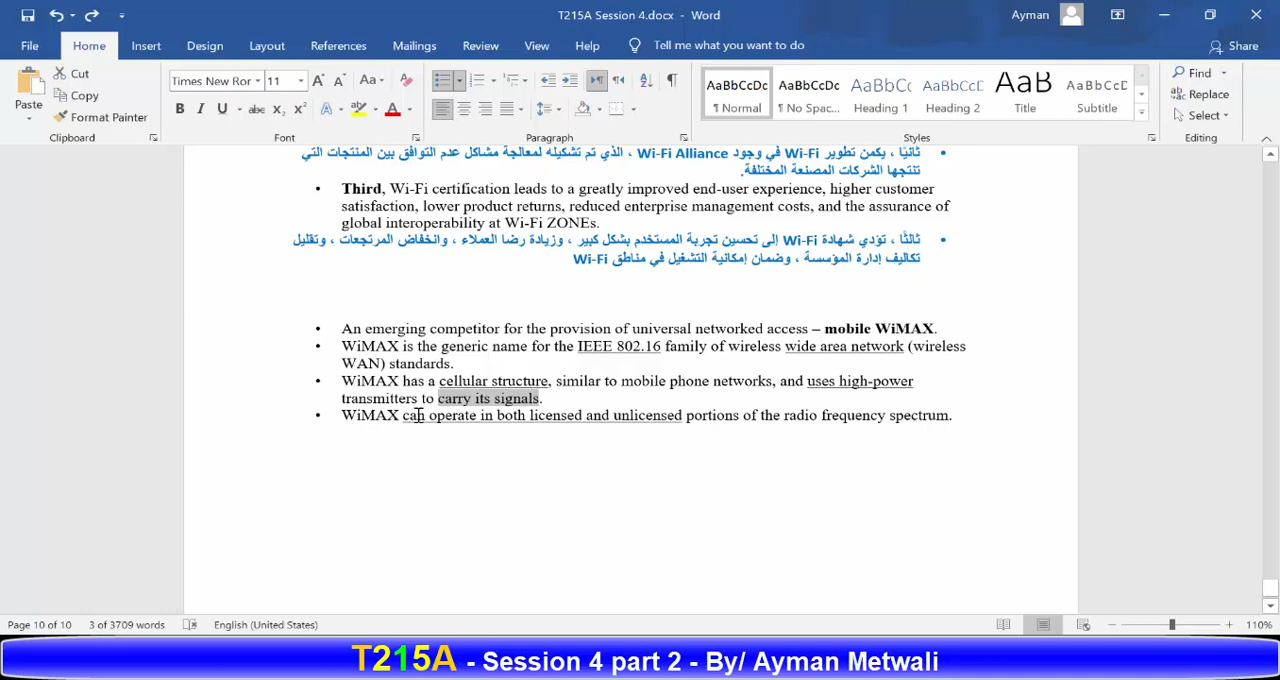 T215A Session 4.docx - Word
Ayman
File Home Insert Design Layout References Mailings Review View Help Tell me what you want to do Share
Paste
Cut
Copy
Format Painter
Clipboard
Times New Ror 11
Font
Paragraph
AaBbCcDc AaBbCcDc AaBbCc AaBbCcD AaB AaBbCcD
¶ Normal ¶ No Spac... Heading 1 Heading 2 Title Subtitle
Styles
Find
Replace
Select
Editing
• ثانيًا ، يكمن تطوير Wi-Fi في وجود Wi-Fi Alliance ، الذي تم تشكيله لمعالجة مشاكل عدم التوافق بين المنتجات التي
تنتجها الشركات المصنعة المختلفة.
• Third, Wi-Fi certification leads to a greatly improved end-user experience, higher customer
satisfaction, lower product returns, reduced enterprise management costs, and the assurance of
global interoperability at Wi-Fi ZONEs.
• ثالثًا ، تؤدي شهادة Wi-Fi إلى تحسين تجربة المستخدم بشكل كبير ، وزيادة رضا العملاء ، وانخفاض المرتجعات ، وتقليل
تكاليف إدارة المؤسسة ، وضمان إمكانية التشغيل في مناطق Wi-Fi
• An emerging competitor for the provision of universal networked access – mobile WiMAX.
• WiMAX is the generic name for the IEEE 802.16 family of wireless wide area network (wireless
WAN) standards.
• WiMAX has a cellular structure, similar to mobile phone networks, and uses high-power
transmitters to carry its signals.
• WiMAX can operate in both licensed and unlicensed portions of the radio frequency spectrum.
Page 10 of 10 3 of 3709 words English (United States) 110%
T215A - Session 4 part 2 - By/ Ayman Metwali